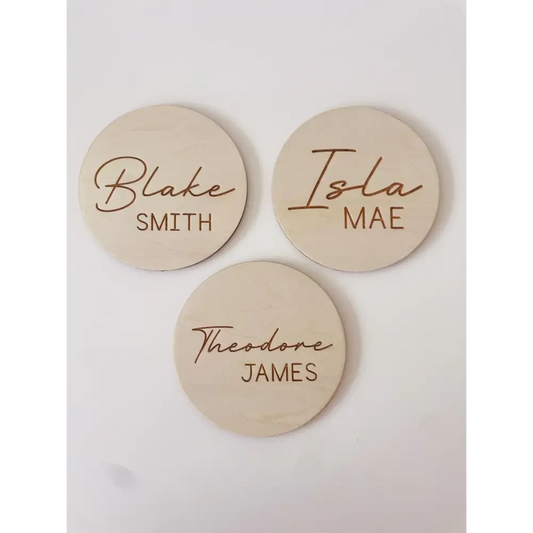 Blake
SMITH
Isla
MAE
Theodore
JAMES